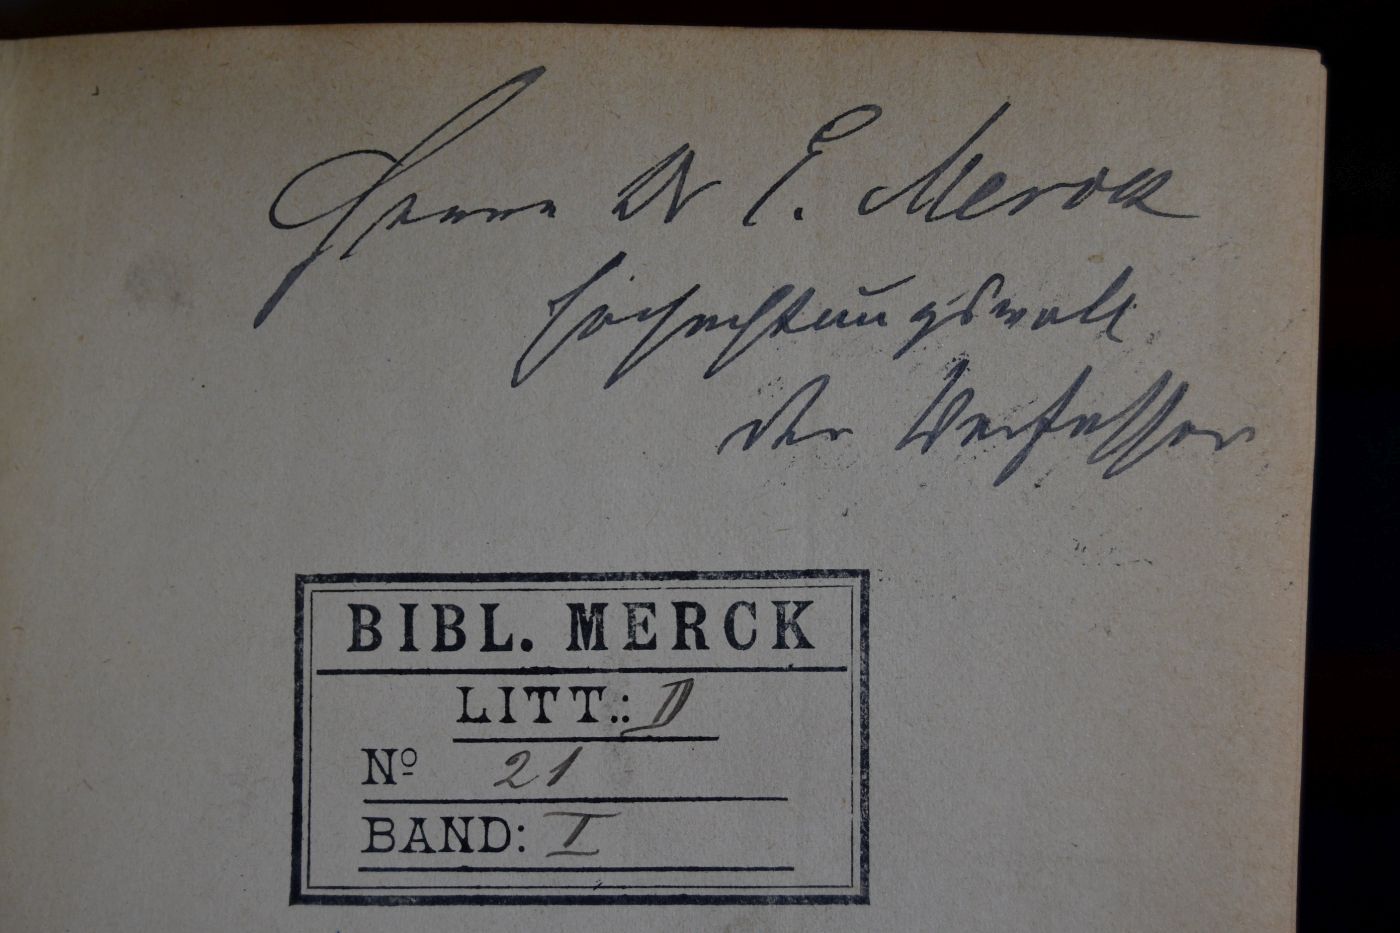 Herrn Dr E. Merck
hochachtungsvoll
der Verfasser
BIBL. MERCK
LITT.: D
No 21
BAND: I